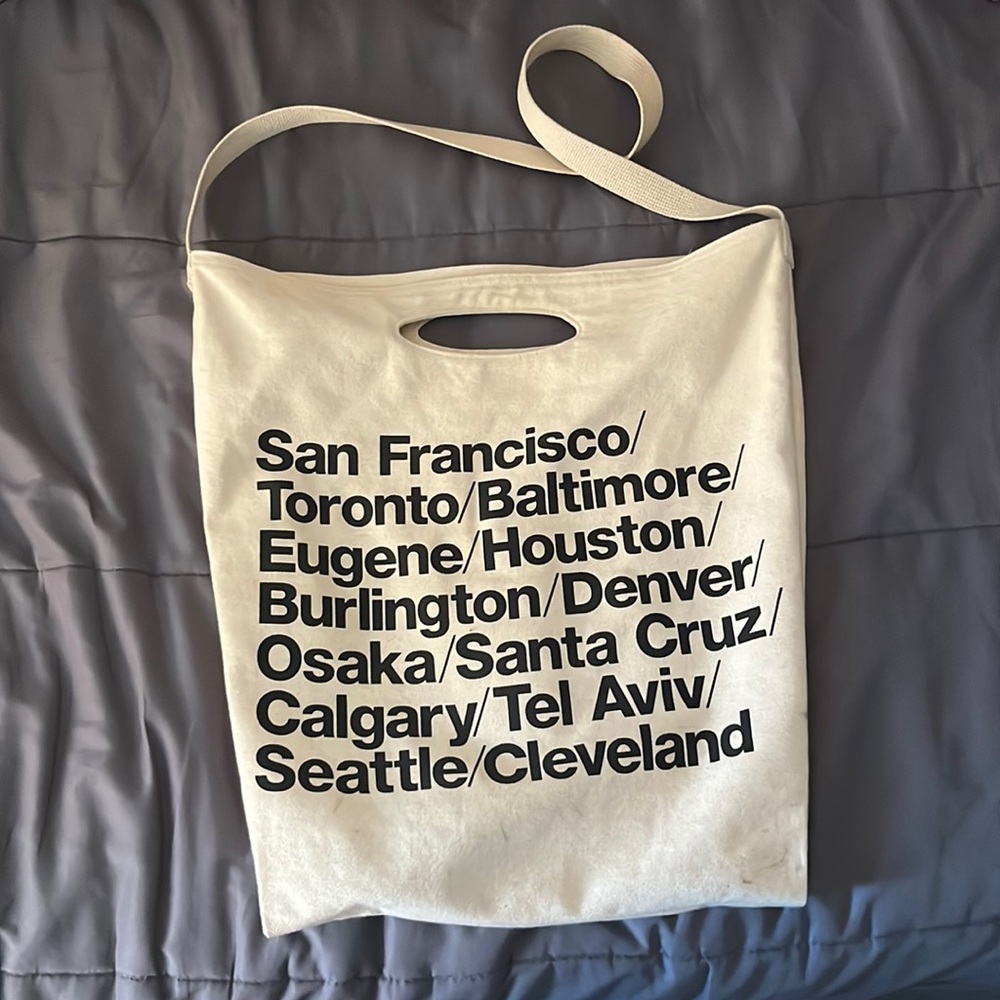 San Francisco/
Toronto/Baltimore/
Eugene/Houston/
Burlington/Denver/
Osaka/Santa Cruz/
Calgary/Tel Aviv/
Seattle/Cleveland